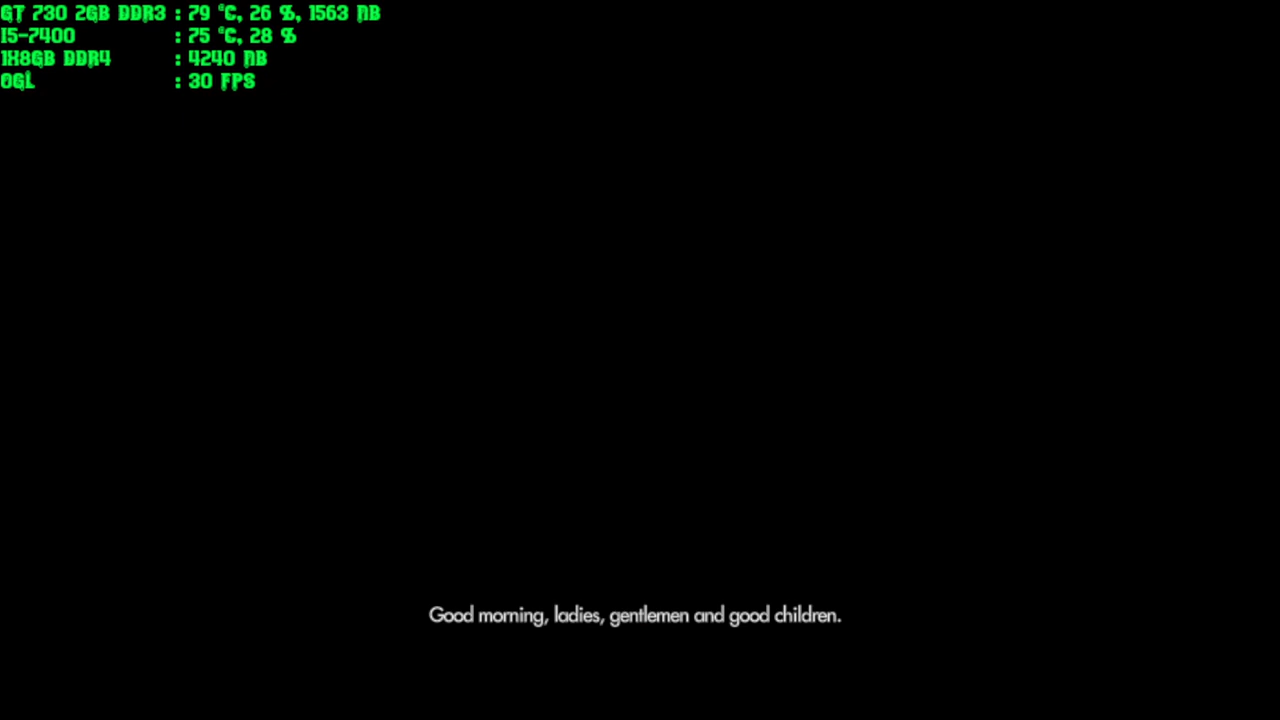 GT 730 2GB DDR3 : 79 °C, 26 %, 1563 MB
I5-7400 : 75 °C, 28 %
1X8GB DDR4 : 4240 MB
OGL : 30 FPS
Good morning, ladies, gentlemen and good children.